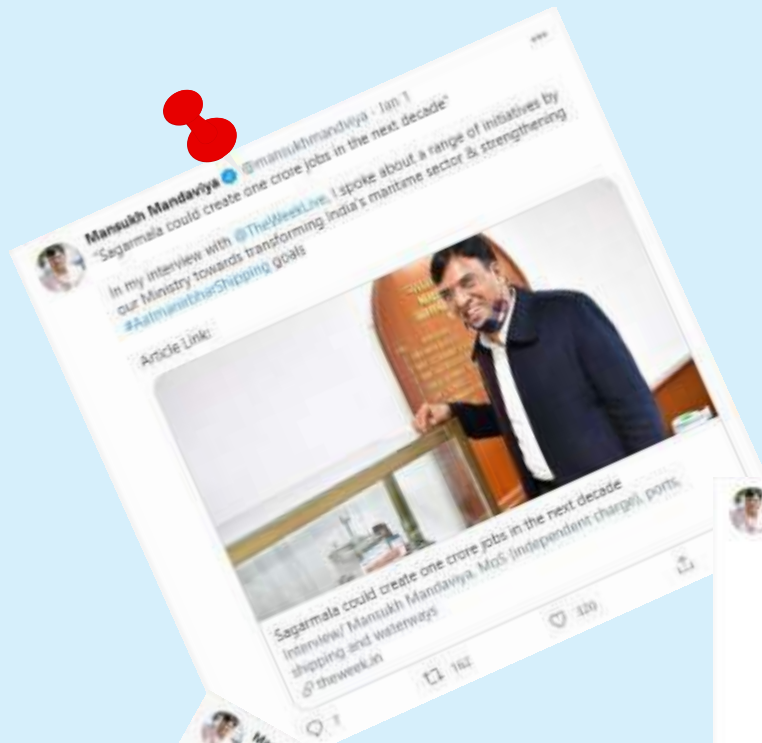 Mansukh Mandaviya @mansukhmandviya · Jan 1
"Sagarmala could create one crore jobs in the next decade"
In my interview with @TheWeekLive, I spoke about a range of initiatives by
our Ministry towards transforming India's maritime sector & strengthening
#AatmanirbharShipping goals
Article Link:
Sagarmala could create one crore jobs in the next decade
Interview/ Mansukh Mandaviya, MoS (independent charge), ports,
shipping and waterways
theweek.in
162